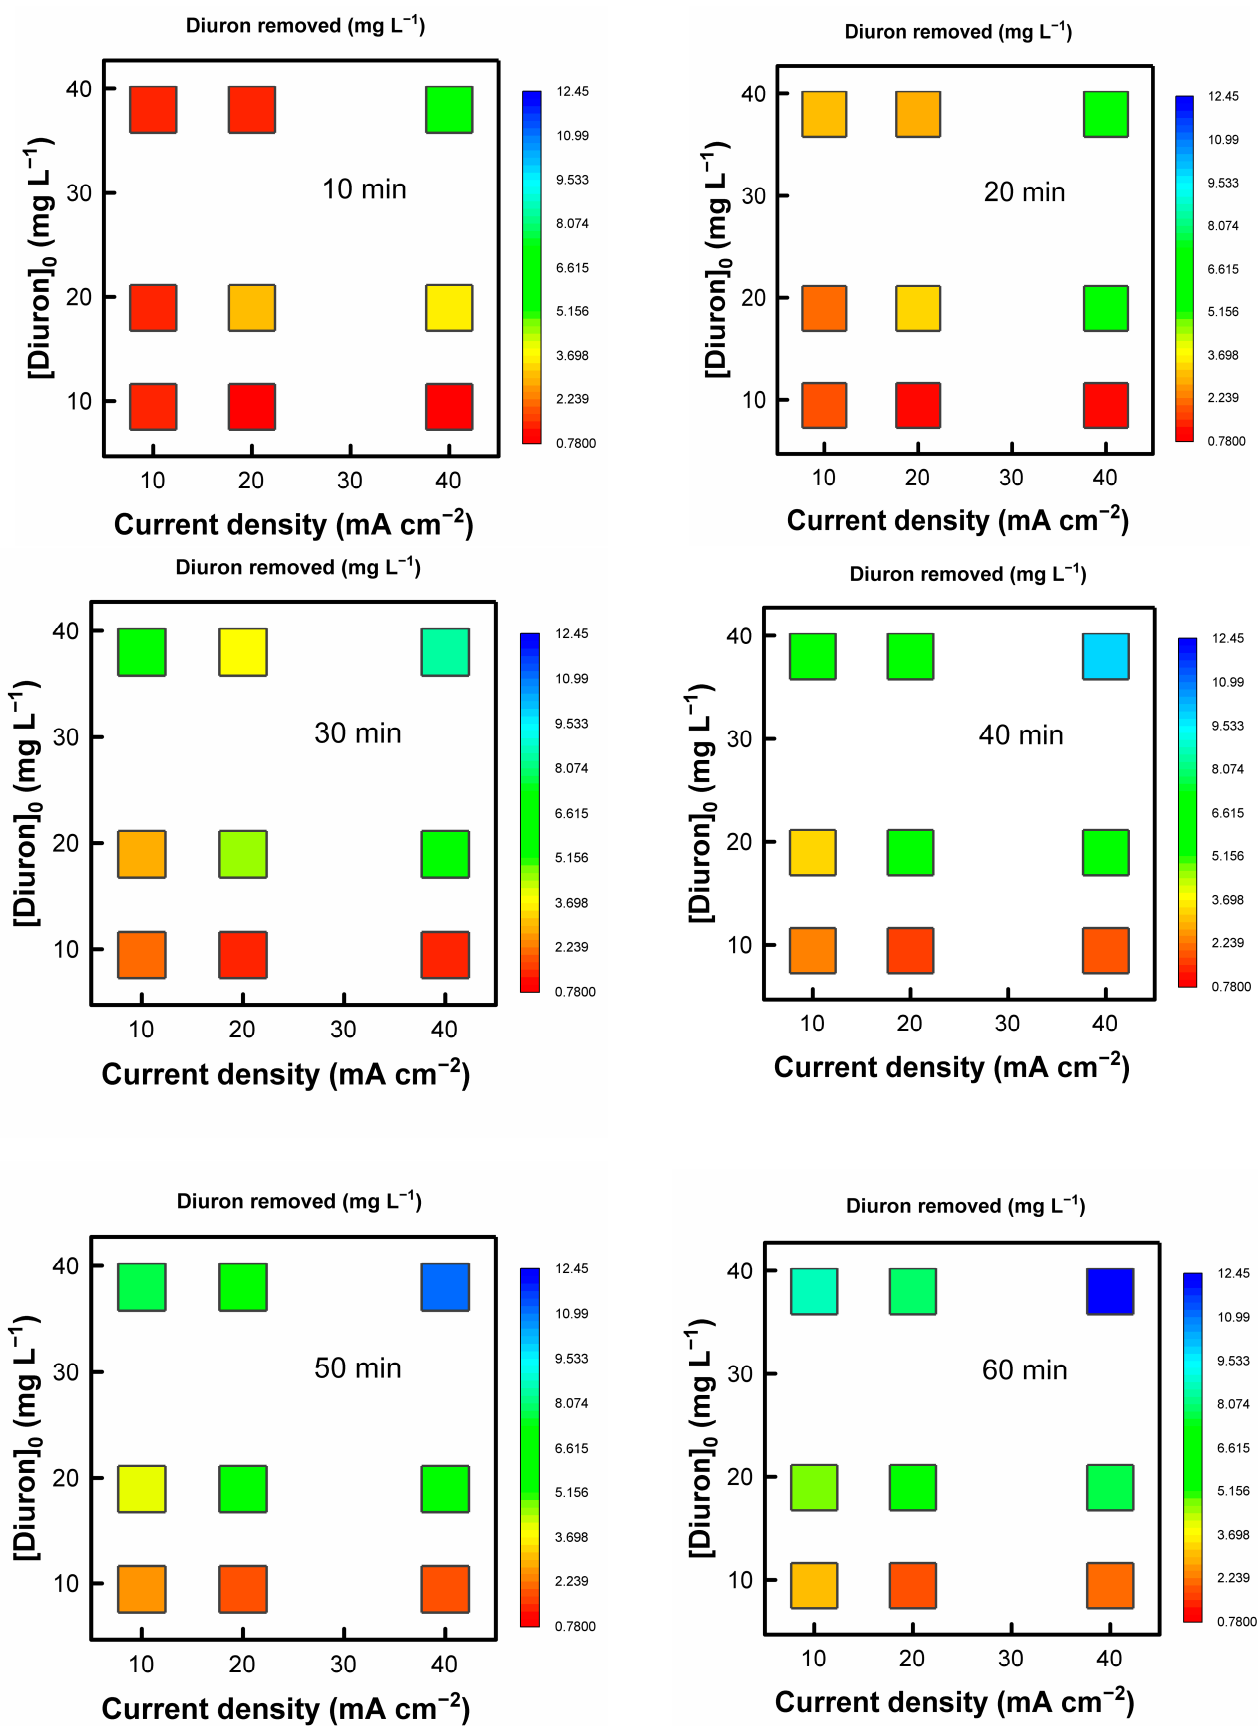 Diuron removed (mg L⁻¹)
[Diuron]₀ (mg L⁻¹)
40
30
20
10
10 min
10 20 30 40
Current density (mA cm⁻²)
12.45
10.99
9.533
8.074
6.615
5.156
3.698
2.239
0.7800
Diuron removed (mg L⁻¹)
[Diuron]₀ (mg L⁻¹)
40
30
20
10
20 min
10 20 30 40
Current density (mA cm⁻²)
12.45
10.99
9.533
8.074
6.615
5.156
3.698
2.239
0.7800
Diuron removed (mg L⁻¹)
[Diuron]₀ (mg L⁻¹)
40
30
20
10
30 min
10 20 30 40
Current density (mA cm⁻²)
12.45
10.99
9.533
8.074
6.615
5.156
3.698
2.239
0.7800
Diuron removed (mg L⁻¹)
[Diuron]₀ (mg L⁻¹)
40
30
20
10
40 min
10 20 30 40
Current density (mA cm⁻²)
12.45
10.99
9.533
8.074
6.615
5.156
3.698
2.239
0.7800
Diuron removed (mg L⁻¹)
[Diuron]₀ (mg L⁻¹)
40
30
20
10
50 min
10 20 30 40
Current density (mA cm⁻²)
12.45
10.99
9.533
8.074
6.615
5.156
3.698
2.239
0.7800
Diuron removed (mg L⁻¹)
[Diuron]₀ (mg L⁻¹)
40
30
20
10
60 min
10 20 30 40
Current density (mA cm⁻²)
12.45
10.99
9.533
8.074
6.615
5.156
3.698
2.239
0.7800